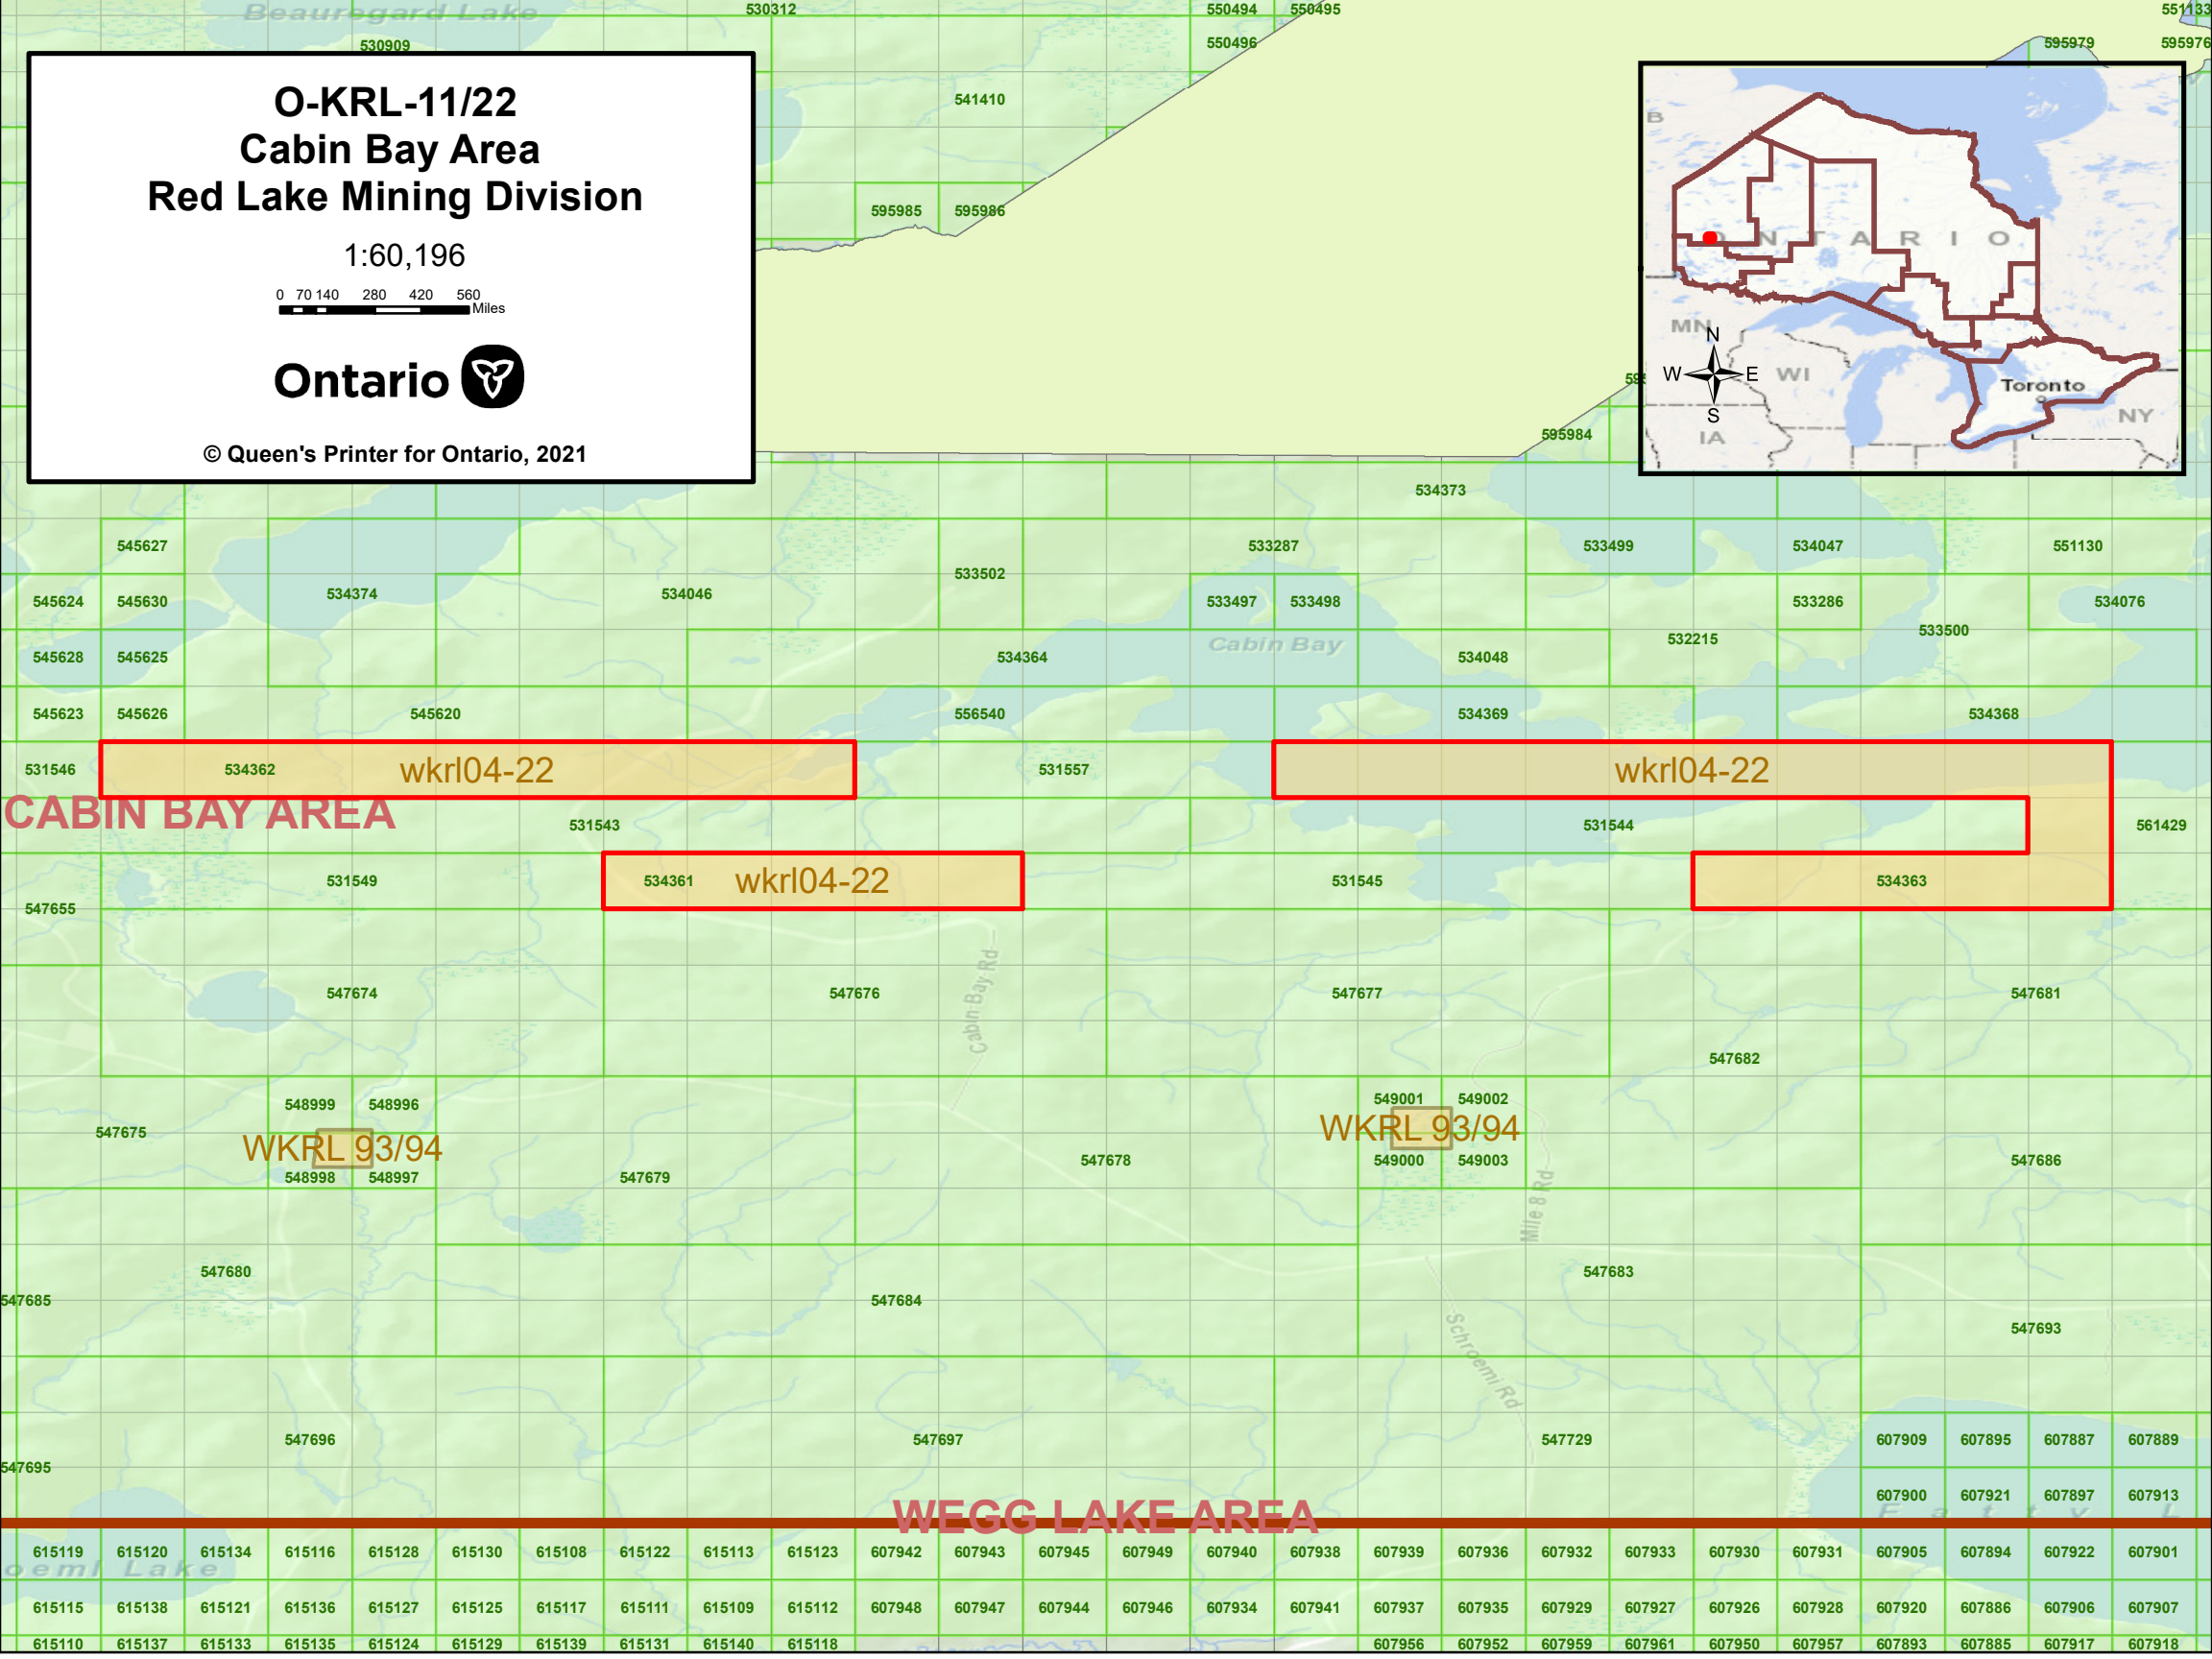 Beauregard Lake
530312
550494
550495
551133
530909
550496
595979
595976
O-KRL-11/22
Cabin Bay Area
Red Lake Mining Division
1:60,196
0 70 140 280 420 560
Miles
Ontario
© Queen's Printer for Ontario, 2021
541410
595985
595986
B
ONTARIO
MN
N
W
E
S
WI
IA
Toronto
NY
595984
534373
545627
533287
533499
534047
551130
533502
545624
545630
534374
534046
533497
533498
533286
534076
Cabin Bay
532215
533500
545628
545625
534364
534048
545623
545626
545620
556540
534369
534368
531546
534362
wkrl04-22
531557
wkrl04-22
CABIN BAY AREA
531543
531544
561429
531549
534361
wkrl04-22
531545
534363
547655
Cabin Bay Rd
547674
547676
547677
547681
547682
548999
548996
549001
549002
547675
WKRL 93/94
WKRL 93/94
548998
548997
547679
547678
549000
549003
547686
Mile 8 Rd
547680
547683
547685
547684
547693
Schroemi Rd
547696
547697
547729
607909 607895 607887 607889
547695
607900 607921 607897 607913
Fatty L
WEGG LAKE AREA
615119 615120 615134 615116 615128 615130 615108 615122 615113 615123 607942 607943 607945 607949 607940 607938 607939 607936 607932 607933 607930 607931 607905 607894 607922 607901
oemi Lake
615115 615138 615121 615136 615127 615125 615117 615111 615109 615112 607948 607947 607944 607946 607934 607941 607937 607935 607929 607927 607926 607928 607920 607886 607906 607907
615110 615137 615133 615135 615124 615129 615139 615131 615140 615118 607956 607952 607959 607961 607950 607957 607893 607885 607917 607918